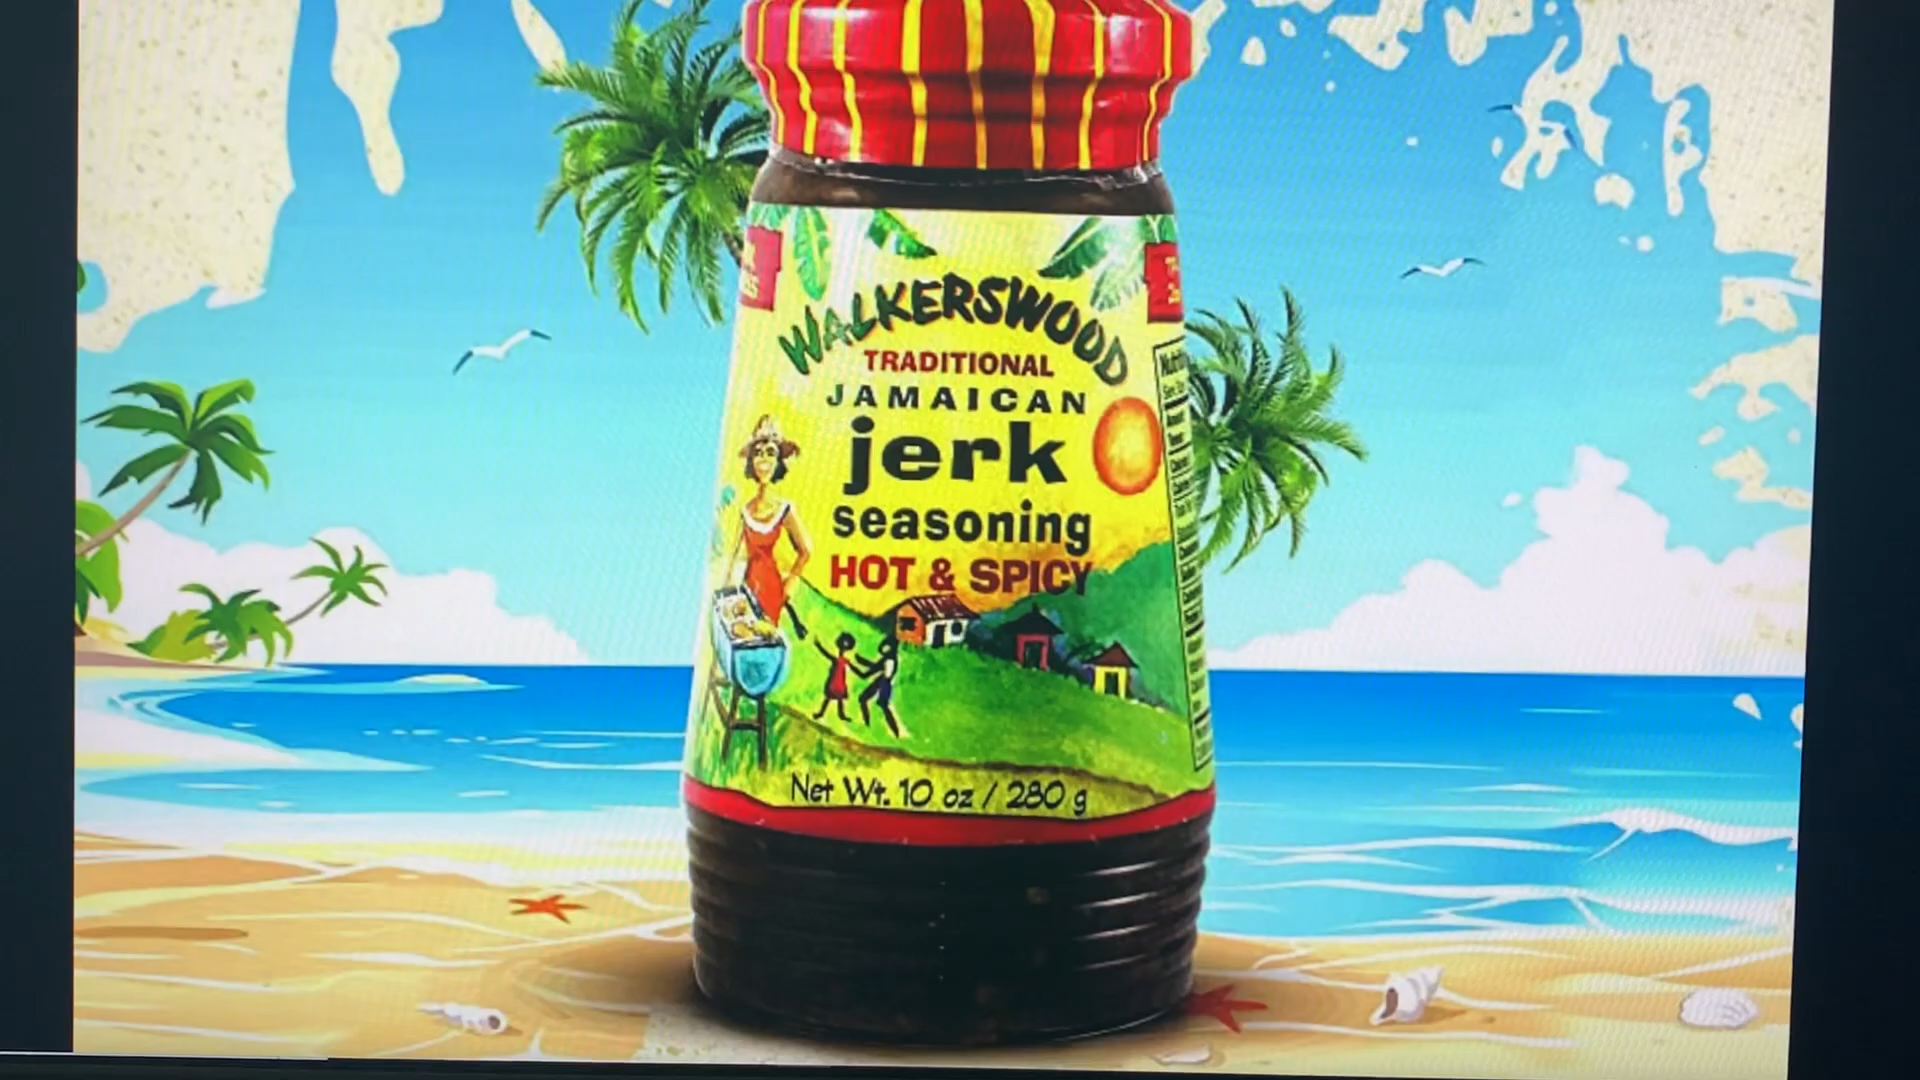 WALKERSWOOD
TRADITIONAL
JAMAICAN
jerk
seasoning
HOT & SPICY
Net Wt. 10 oz / 280 g